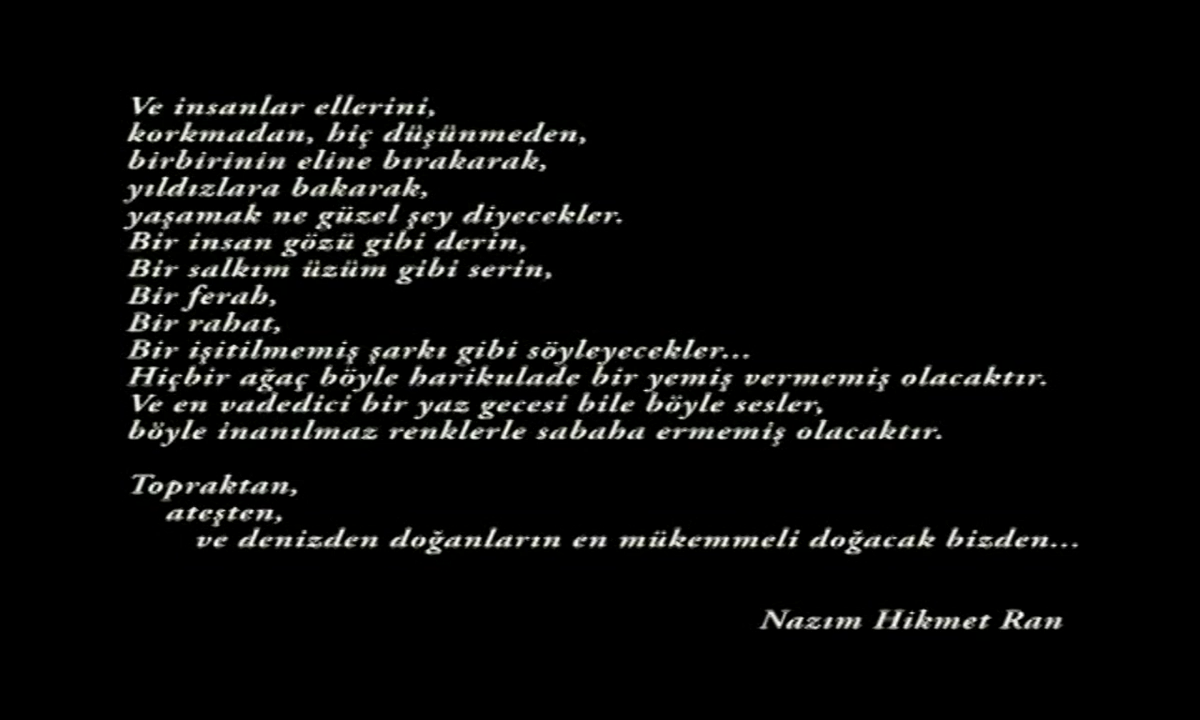 Ve insanlar ellerini,
korkmadan, hiç düşünmeden,
birbirinin eline bırakarak,
yıldızlara bakarak,
yaşamak ne güzel şey diyecekler.
Bir insan gözü gibi derin,
Bir salkım üzüm gibi serin,
Bir ferah,
Bir rahat,
Bir işitilmemiş şarkı gibi söyleyecekler...
Hiçbir ağaç böyle harikulade bir yemiş vermemiş olacaktır.
Ve en vadedici bir yaz gecesi bile böyle sesler,
böyle inanılmaz renklerle sabaha ermemiş olacaktır.
Topraktan,
ateşten,
ve denizden doğanların en mükemmeli doğacak bizden...
Nazım Hikmet Ran